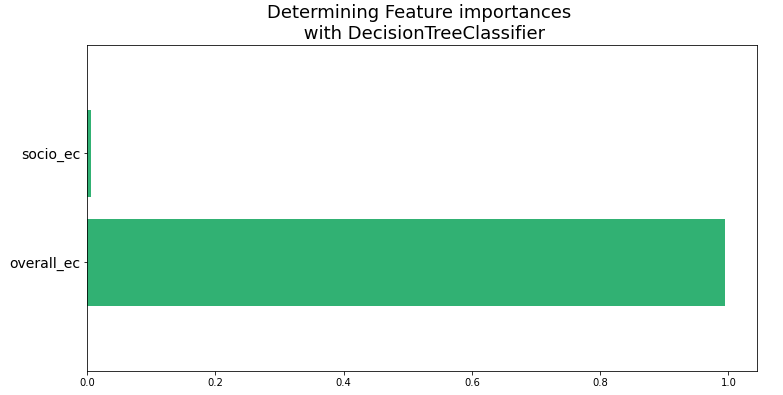 Determining Feature importances
with DecisionTreeClassifier
socio_ec
overall_ec
0.0 0.2 0.4 0.6 0.8 1.0